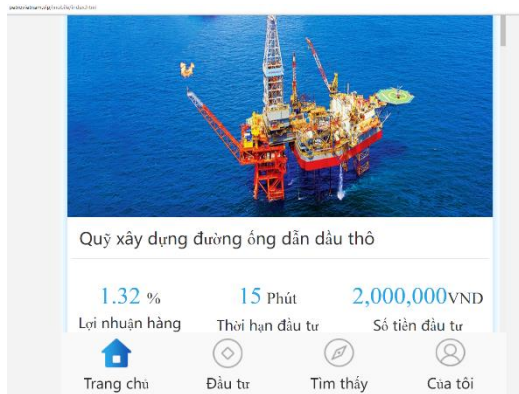 Quỹ xây dựng đường ống dẫn dầu thô
1.32 % 15 Phút 2,000,000VND
Lợi nhuận hàng Thời hạn đầu tư Số tiền đầu tư
Trang chủ Đầu tư Tìm thấy Của tôi